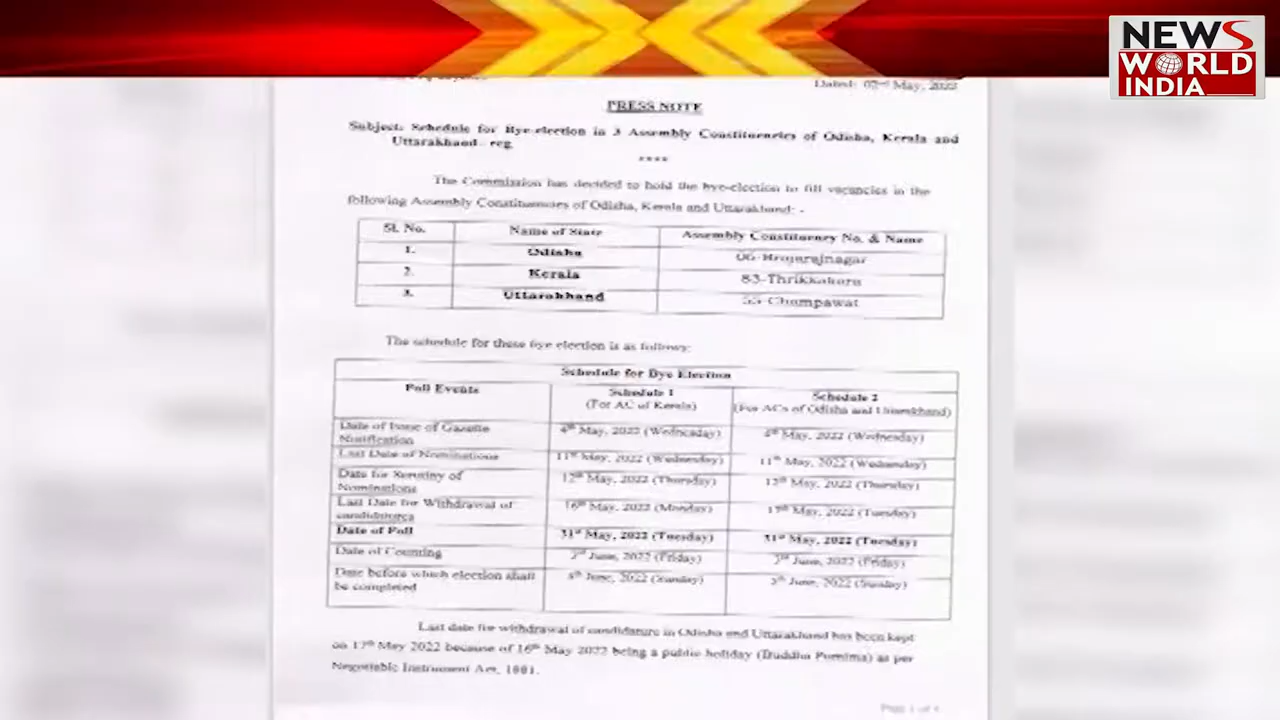 NEWS
WORLD
INDIA
Dated: 02nd May, 2022
PRESS NOTE
Subject: Schedule for Bye-election in 3 Assembly Constituencies of Odisha, Kerala and
Uttarakhand- reg.
****
The Commission has decided to hold the bye-election to fill vacancies in the
following Assembly Constituencies of Odisha, Kerala and Uttarakhand: -
Sl. No. Name of State Assembly Constituency No. & Name
1. Odisha 06-Brajarajnagar
2. Kerala 83-Thrikkakara
3. Uttarakhand 55-Champawat
The schedule for these bye election is as follows:
Schedule for Bye Election
Poll Events Schedule 1 Schedule 2
(For AC of Kerala) (For ACs of Odisha and Uttarakhand)
Date of Issue of Gazette 4th May, 2022 (Wednesday) 4th May, 2022 (Wednesday)
Notification
Last Date of Nominations 11th May, 2022 (Wednesday) 11th May, 2022 (Wednesday)
Date for Scrutiny of 12th May, 2022 (Thursday) 12th May, 2022 (Thursday)
Nominations
Last Date for Withdrawal of 16th May, 2022 (Monday) 17th May, 2022 (Tuesday)
candidatures
Date of Poll 31st May, 2022 (Tuesday) 31st May, 2022 (Tuesday)
Date of Counting 3rd June, 2022 (Friday) 3rd June, 2022 (Friday)
Date before which election shall 5th June, 2022 (Sunday) 5th June, 2022 (Sunday)
be completed
Last date for withdrawal of candidature in Odisha and Uttarakhand has been kept
on 17th May 2022 because of 16th May 2022 being a public holiday (Buddha Purnima) as per
Negotiable Instrument Act, 1881.
Page 1 of 4